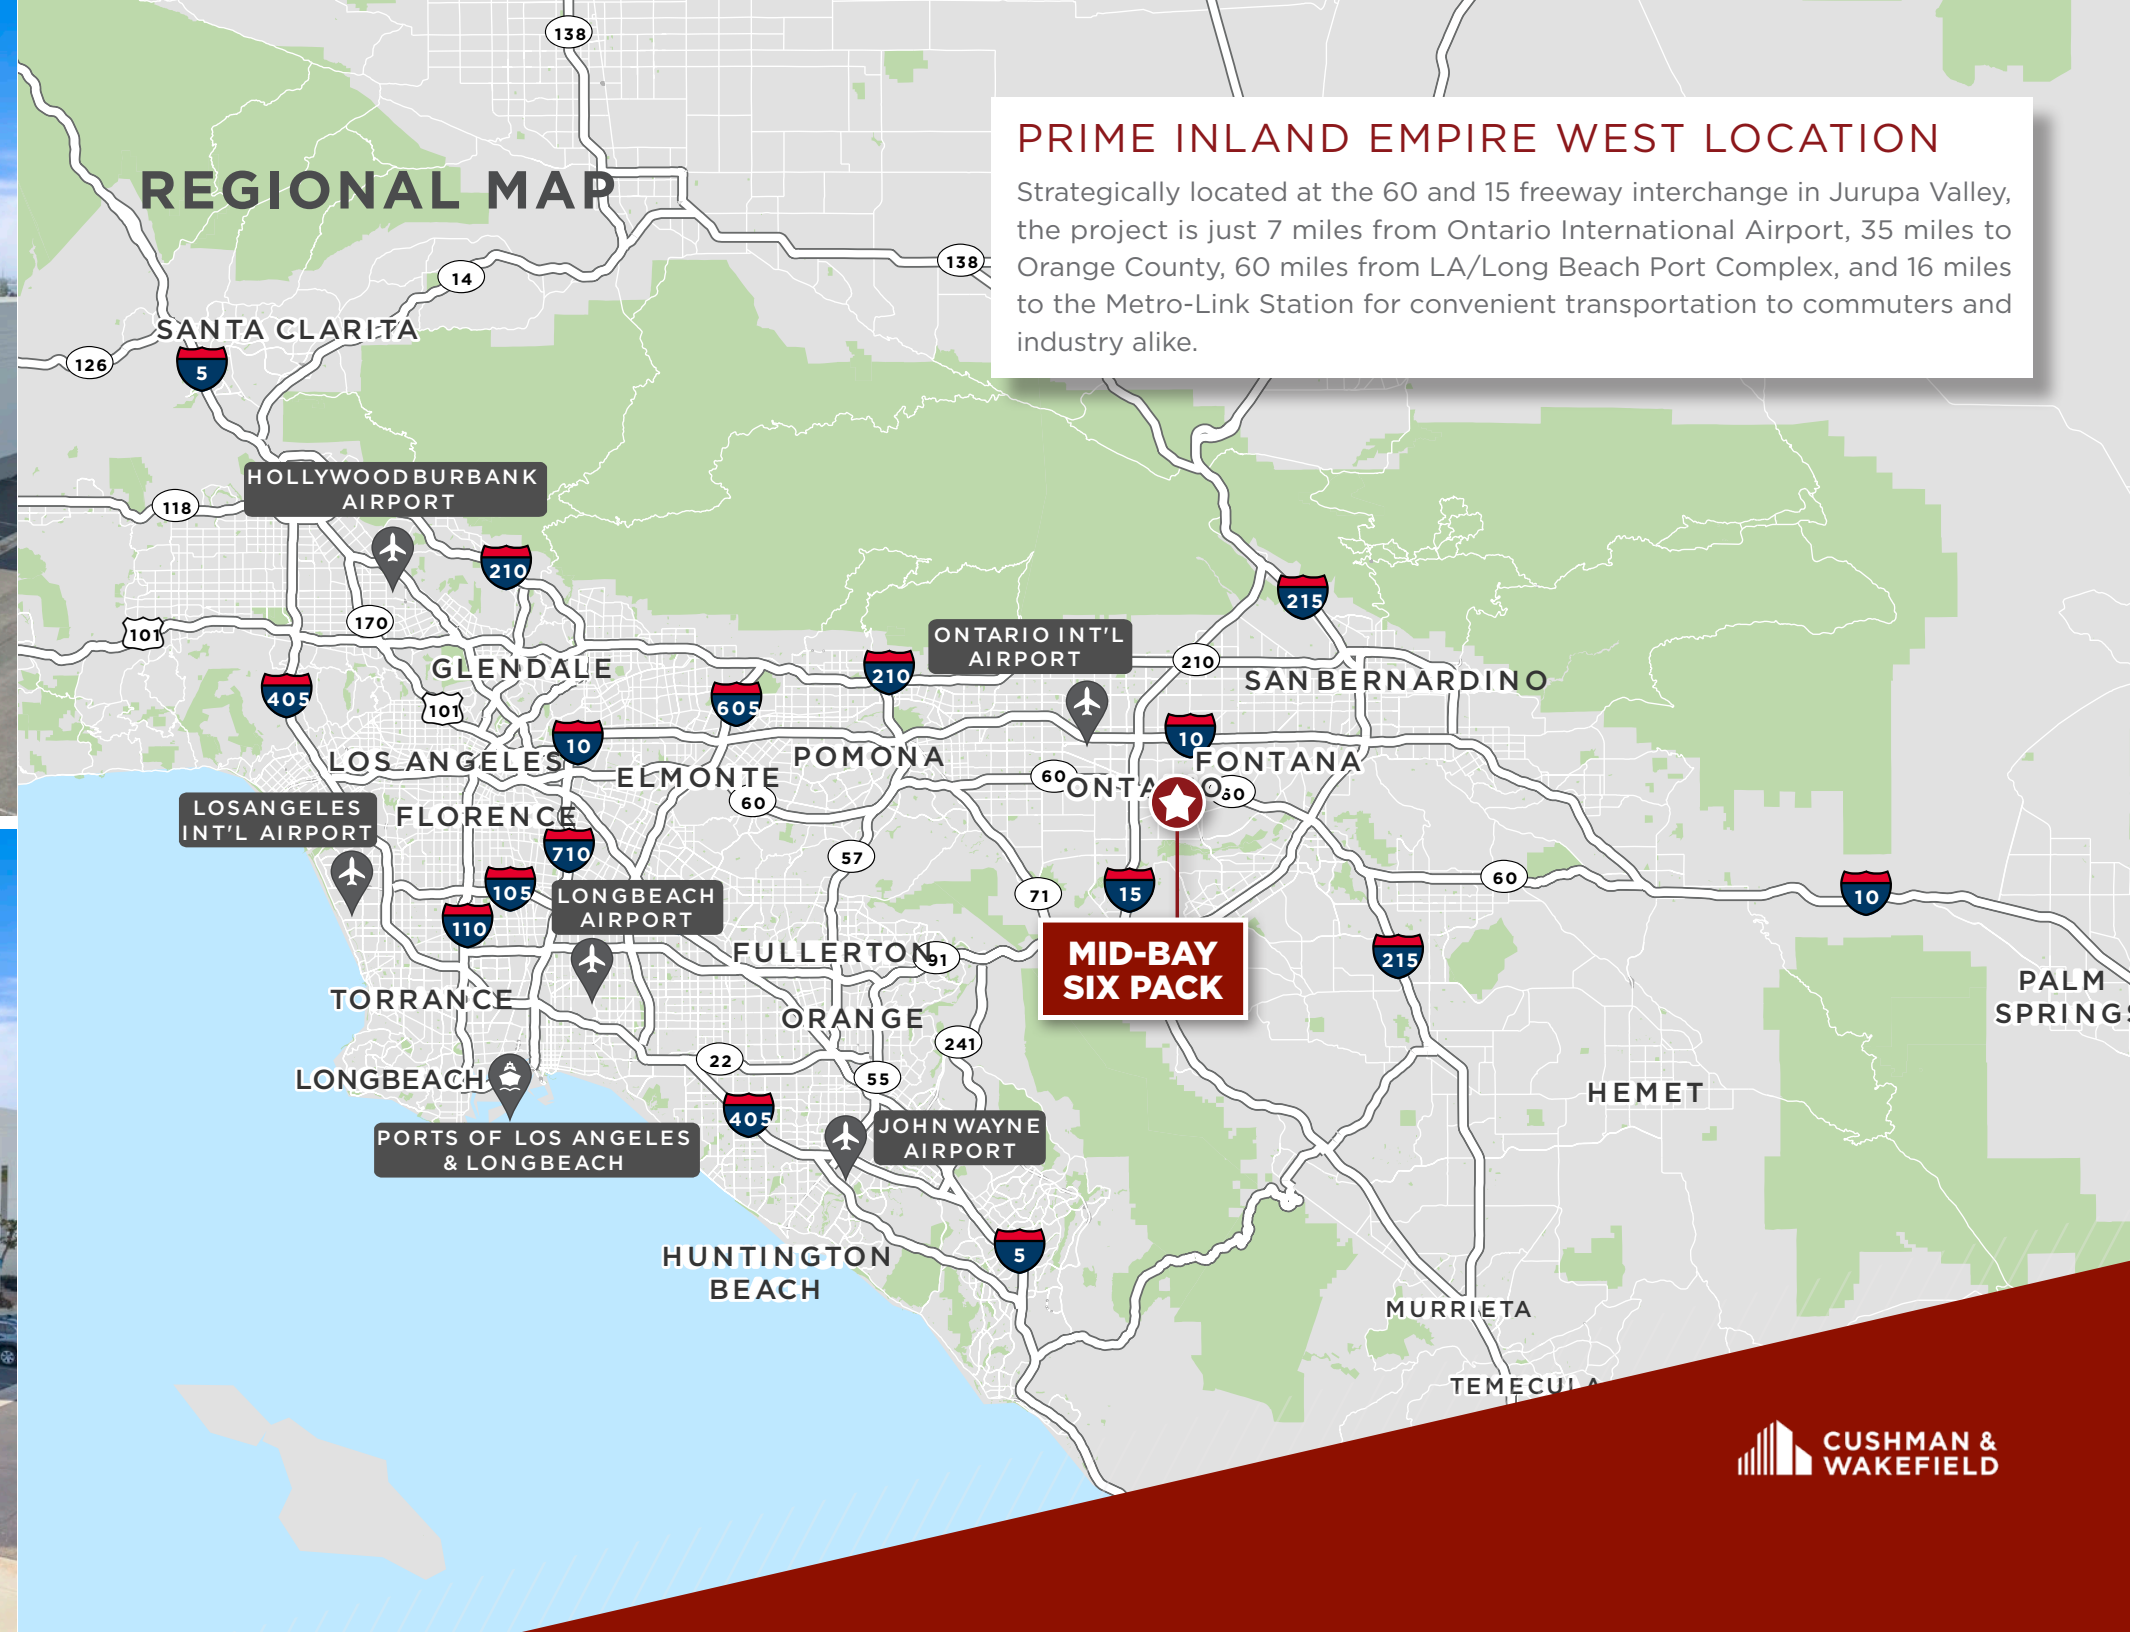 138
PRIME INLAND EMPIRE WEST LOCATION
Strategically located at the 60 and 15 freeway interchange in Jurupa Valley,
the project is just 7 miles from Ontario International Airport, 35 miles to
Orange County, 60 miles from LA/Long Beach Port Complex, and 16 miles
to the Metro-Link Station for convenient transportation to commuters and
industry alike.
REGIONAL MAP
138
14
SANTA CLARITA
126
5
HOLLYWOODBURBANK
AIRPORT
118
210
215
170
101
ONTARIO INT'L
AIRPORT
210
GLENDALE
210
SANBERNARDINO
405
101
605
10
10
LOS ANGELES
POMONA
FONTANA
ELMONTE
60
60
ONTA
O
LOSANGELES
INT'L AIRPORT
FLORENCE
710
57
105
LONGBEACH
AIRPORT
71
15
60
10
110
FULLERTON
91
MID-BAY
SIX PACK
215
PALM
SPRINGS
TORRANCE
ORANGE
241
22
55
LONGBEACH
HEMET
405
JOHN WAYNE
AIRPORT
PORTS OF LOS ANGELES
& LONGBEACH
HUNTINGTON
BEACH
5
MURRIETA
TEMECULA
CUSHMAN &
WAKEFIELD